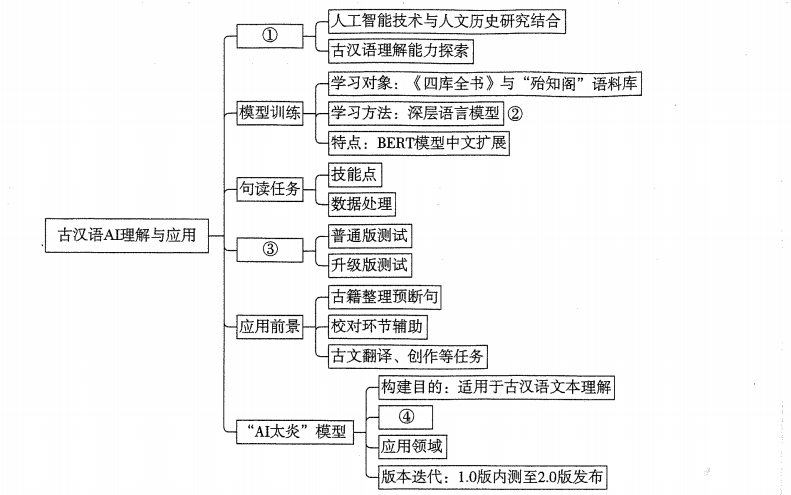 古汉语AI理解与应用
①
人工智能技术与人文历史研究结合
古汉语理解能力探索
模型训练
学习对象：《四库全书》与“殆知阁”语料库
学习方法：深层语言模型 ②
特点：BERT模型中文扩展
句读任务
技能点
数据处理
③
普通版测试
升级版测试
应用前景
古籍整理预断句
校对环节辅助
古文翻译、创作等任务
“AI太炎”模型
构建目的：适用于古汉语文本理解
④
应用领域
版本迭代：1.0版内测至2.0版发布